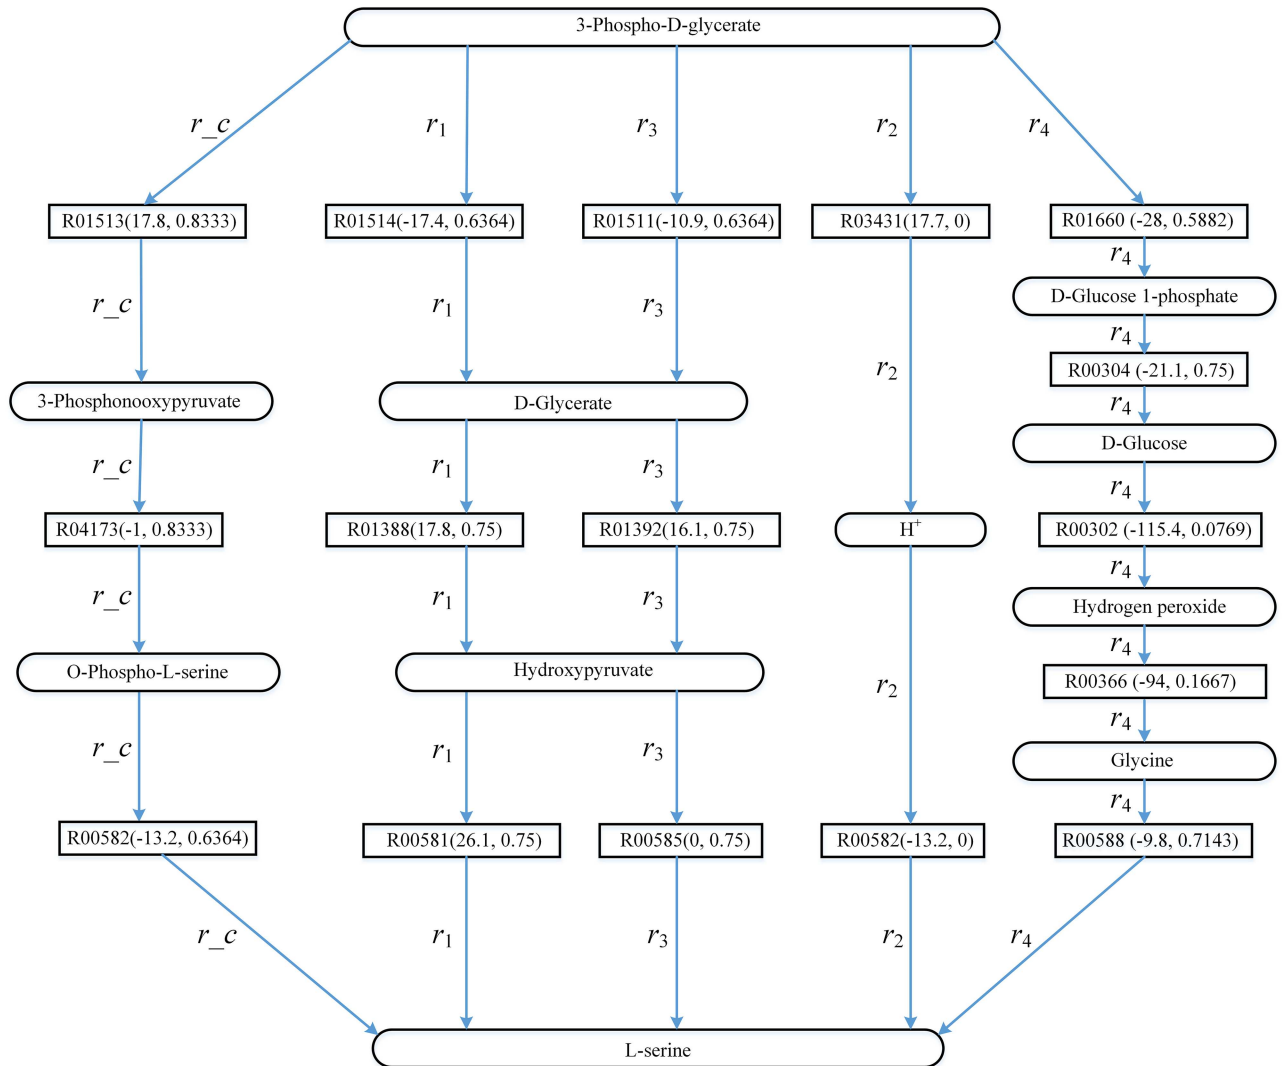 3-Phospho-D-glycerate
r_c r1 r3 r2 r4
R01513(17.8, 0.8333) R01514(-17.4, 0.6364) R01511(-10.9, 0.6364) R03431(17.7, 0) R01660 (-28, 0.5882)
r4
r_c r1 r3 D-Glucose 1-phosphate
r4
r2 R00304 (-21.1, 0.75)
3-Phosphonooxypyruvate D-Glycerate r4
D-Glucose
r_c r1 r3 r4
R04173(-1, 0.8333) R01388(17.8, 0.75) R01392(16.1, 0.75) H+ R00302 (-115.4, 0.0769)
r4
r_c r1 r3 Hydrogen peroxide
r4
O-Phospho-L-serine Hydroxypyruvate r2 R00366 (-94, 0.1667)
r4
r_c r1 r3 Glycine
r4
R00582(-13.2, 0.6364) R00581(26.1, 0.75) R00585(0, 0.75) R00582(-13.2, 0) R00588 (-9.8, 0.7143)
r_c r1 r3 r2 r4
L-serine